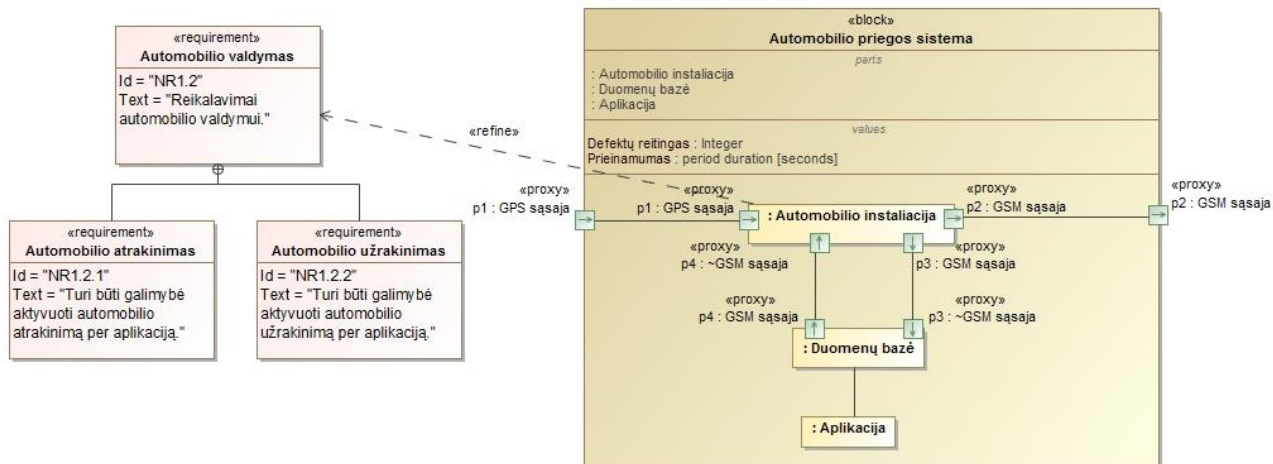 «requirement»
Automobilio valdymas
Id = "NR1.2"
Text = "Reikalavimai
automobilio valdymui."
«requirement»
Automobilio atrakinimas
Id = "NR1.2.1"
Text = "Turi būti galimybė
aktyvuoti automobilio
atrakinimą per aplikaciją."
«requirement»
Automobilio užrakinimas
Id = "NR1.2.2"
Text = "Turi būti galimybė
aktyvuoti automobilio
užrakinimą per aplikaciją."
«refine»
«block»
Automobilio priegos sistema
parts
: Automobilio instaliacija
: Duomenų bazė
: Aplikacija
values
Defektų reitingas : Integer
Prieinamumas : period duration [seconds]
«proxy»
p1 : GPS sąsaja
«proxy»
p1 : GPS sąsaja
: Automobilio instaliacija
«proxy»
p2 : GSM sąsaja
«proxy»
p2 : GSM sąsaja
«proxy»
p4 : ~GSM sąsaja
«proxy»
p3 : GSM sąsaja
«proxy»
p4 : GSM sąsaja
«proxy»
p3 : ~GSM sąsaja
: Duomenų bazė
: Aplikacija